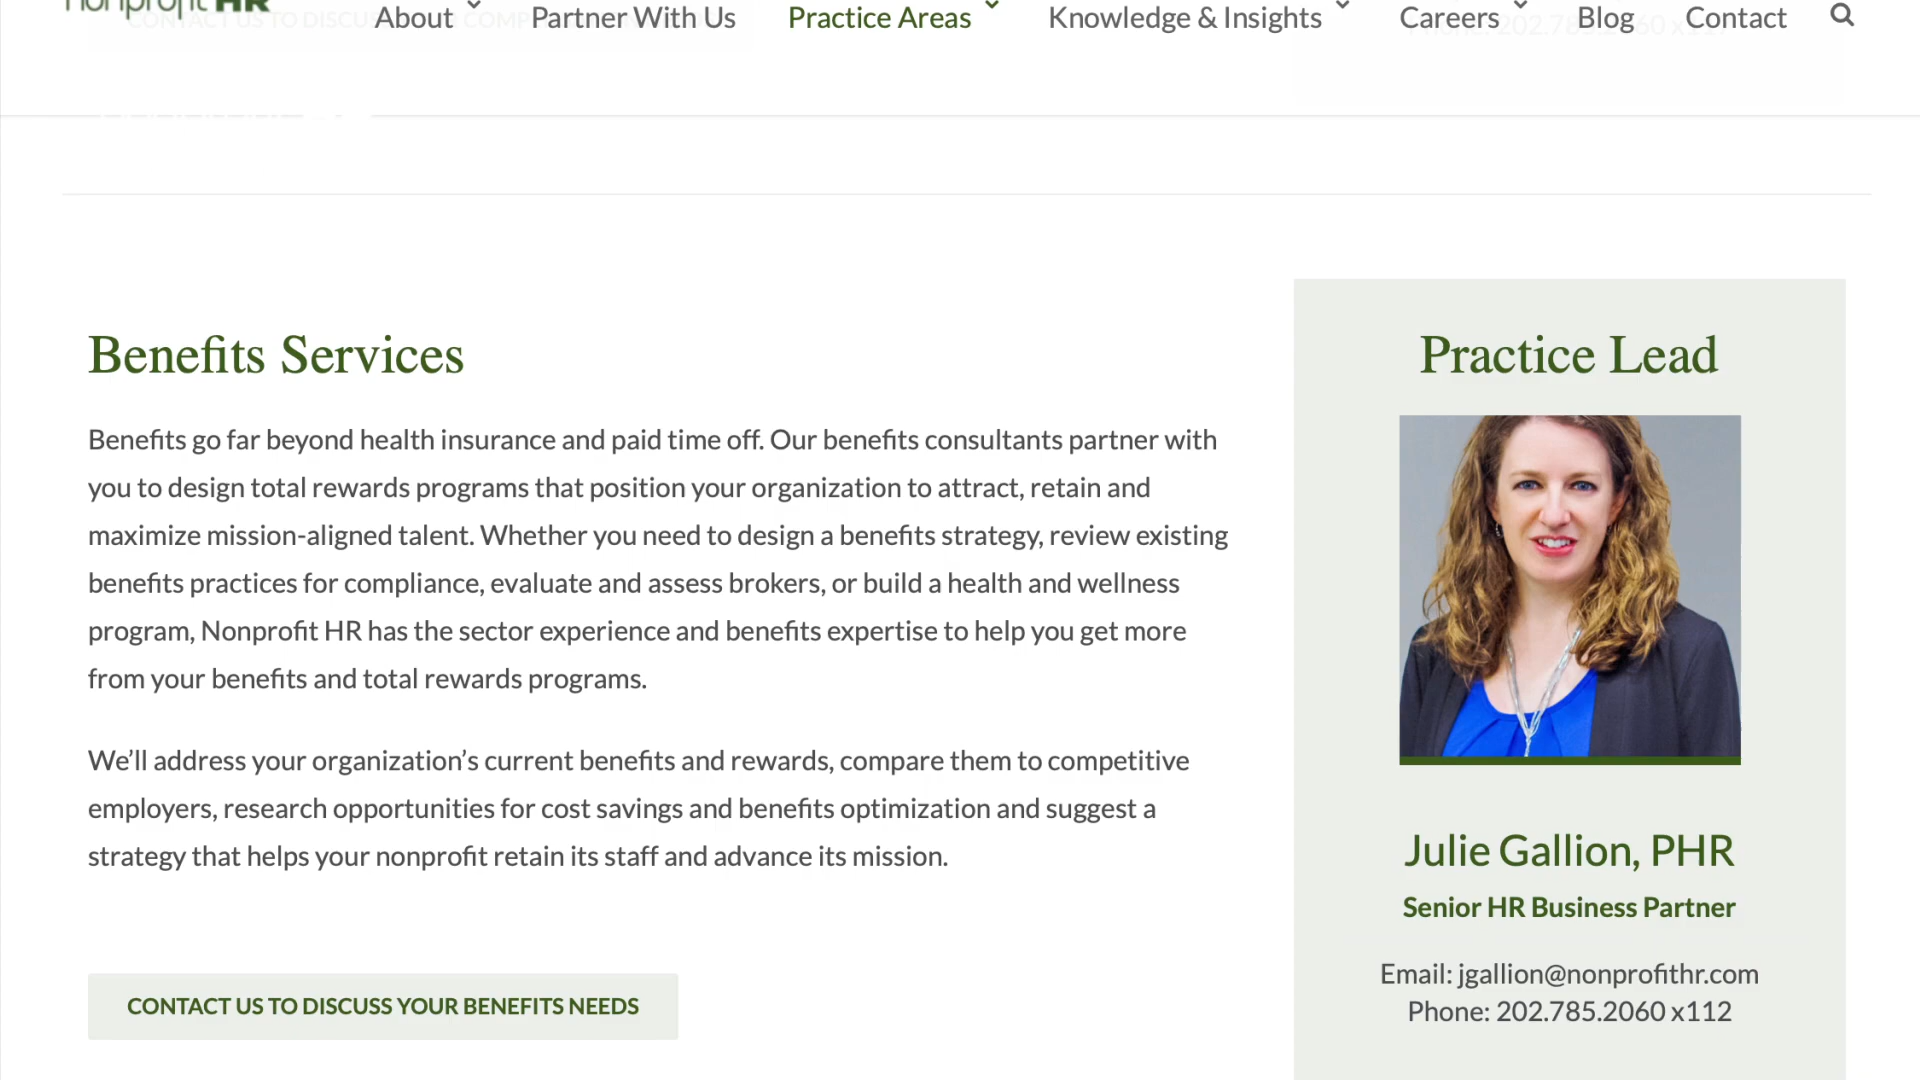 nonprofit HR
About Partner With Us Practice Areas Knowledge & Insights Careers Blog Contact
Benefits Services
Benefits go far beyond health insurance and paid time off. Our benefits consultants partner with
you to design total rewards programs that position your organization to attract, retain and
maximize mission-aligned talent. Whether you need to design a benefits strategy, review existing
benefits practices for compliance, evaluate and assess brokers, or build a health and wellness
program, Nonprofit HR has the sector experience and benefits expertise to help you get more
from your benefits and total rewards programs.
We’ll address your organization’s current benefits and rewards, compare them to competitive
employers, research opportunities for cost savings and benefits optimization and suggest a
strategy that helps your nonprofit retain its staff and advance its mission.
CONTACT US TO DISCUSS YOUR BENEFITS NEEDS
Practice Lead
Julie Gallion, PHR
Senior HR Business Partner
Email: jgallion@nonprofithr.com
Phone: 202.785.2060 x112